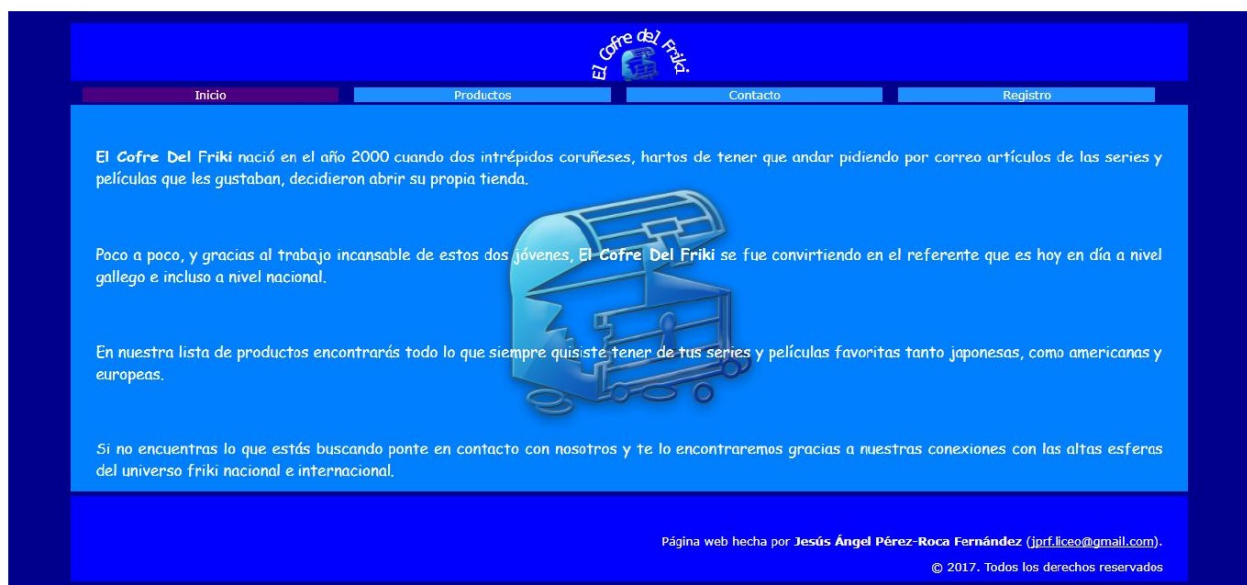 El Cofre del Friki
Inicio Productos Contacto Registro
El Cofre Del Friki nació en el año 2000 cuando dos intrépidos coruñeses, hartos de tener que andar pidiendo por correo artículos de las series y
películas que les gustaban, decidieron abrir su propia tienda.
Poco a poco, y gracias al trabajo incansable de estos dos jóvenes, El Cofre Del Friki se fue convirtiendo en el referente que es hoy en día a nivel
gallego e incluso a nivel nacional.
En nuestra lista de productos encontrarás todo lo que siempre quisiste tener de tus series y películas favoritas tanto japonesas, como americanas y
europeas.
Si no encuentras lo que estás buscando ponte en contacto con nosotros y te lo encontraremos gracias a nuestras conexiones con las altas esferas
del universo friki nacional e internacional.
Página web hecha por Jesús Ángel Pérez-Roca Fernández (jprf.liceo@gmail.com).
© 2017. Todos los derechos reservados